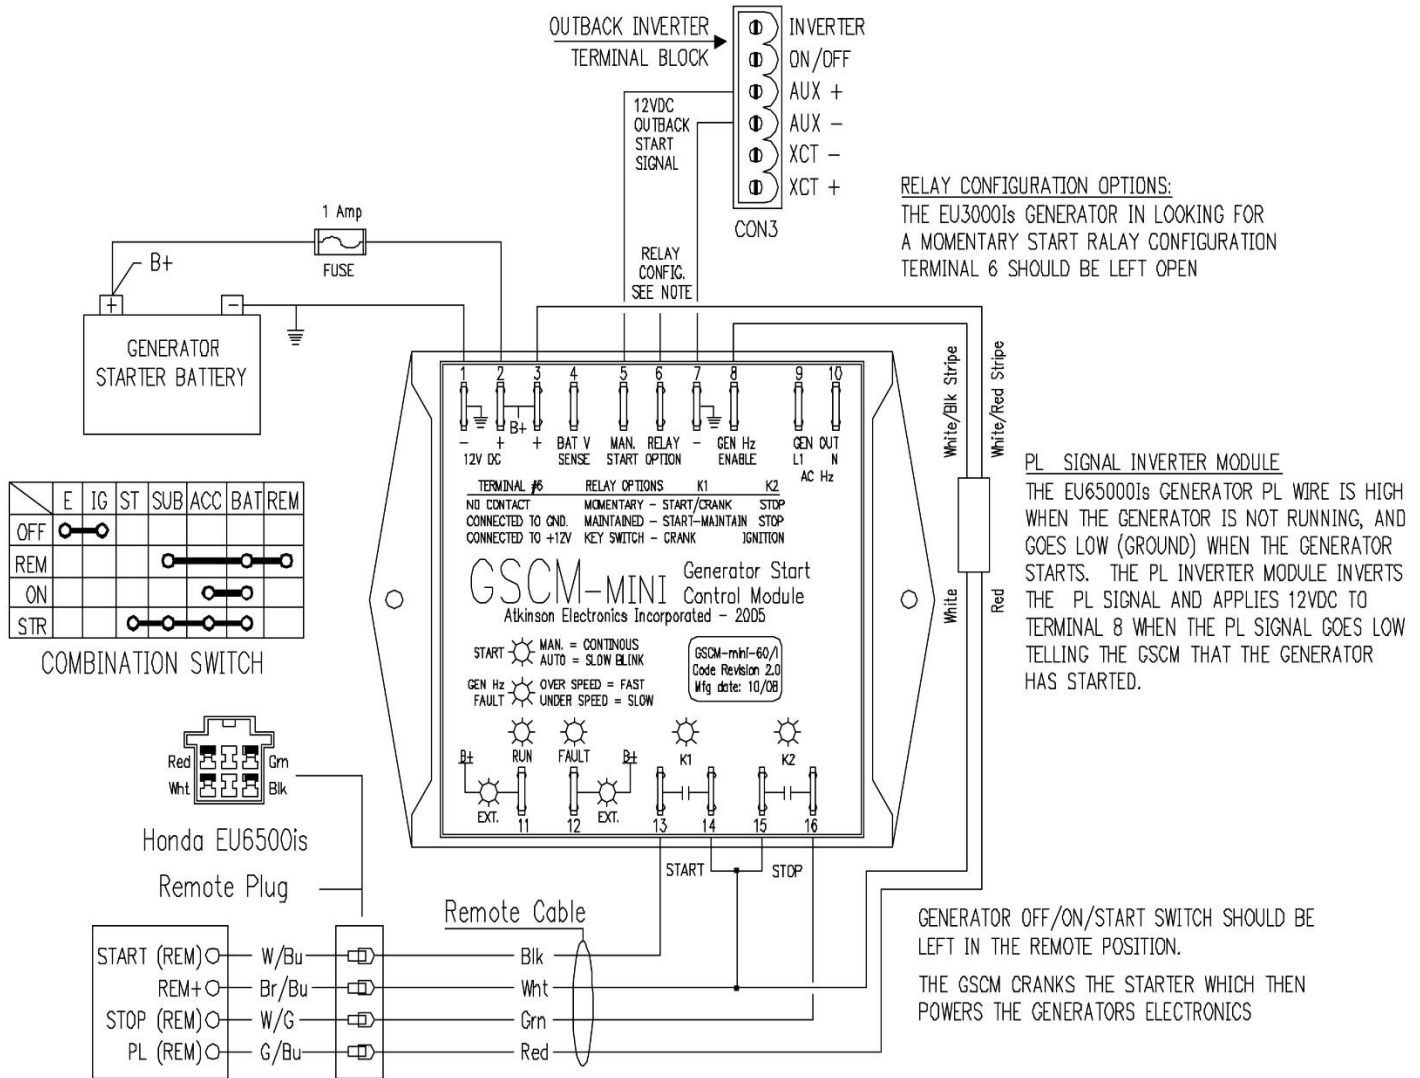 OUTBACK INVERTER
TERMINAL BLOCK
INVERTER
ON/OFF
AUX +
AUX -
XCT -
XCT +
CON3
12VDC
OUTBACK
START
SIGNAL
RELAY CONFIGURATION OPTIONS:
THE EU3000Is GENERATOR IN LOOKING FOR
A MOMENTARY START RALAY CONFIGURATION
TERMINAL 6 SHOULD BE LEFT OPEN
1 Amp
FUSE
B+
+ -
GENERATOR
STARTER BATTERY
RELAY
CONFIG.
SEE NOTE
White/Blk Stripe
White/Red Stripe
White
Red
1 2 3 4 5 6 7 8 9 10
B+
- + + BAT V MAN. RELAY - GEN Hz GEN OUT
12V DC SENSE START OPTION ENABLE L1 N
AC Hz
TERMINAL #6 RELAY OPTIONS K1 K2
NO CONTACT MOMENTARY - START/CRANK STOP
CONNECTED TO GND. MAINTAINED - START-MAINTAIN STOP
CONNECTED TO +12V KEY SWITCH - CRANK IGNITION
GSCM-MINI Generator Start
Control Module
Atkinson Electronics Incorporated - 2005
START MAN. = CONTINOUS
AUTO = SLOW BLINK
GEN Hz OVER SPEED = FAST
FAULT UNDER SPEED = SLOW
GSCM-mini-60/1
Code Revision 2.0
Mfg date: 10/08
B+ RUN FAULT B+ K1 K2
EXT. EXT.
11 12 13 14 15 16
START STOP
PL SIGNAL INVERTER MODULE
THE EU65000Is GENERATOR PL WIRE IS HIGH
WHEN THE GENERATOR IS NOT RUNNING, AND
GOES LOW (GROUND) WHEN THE GENERATOR
STARTS. THE PL INVERTER MODULE INVERTS
THE PL SIGNAL AND APPLIES 12VDC TO
TERMINAL 8 WHEN THE PL SIGNAL GOES LOW
TELLING THE GSCM THAT THE GENERATOR
HAS STARTED.
E IG ST SUB ACC BAT REM
OFF
REM
ON
STR
COMBINATION SWITCH
Red Grn
Wht Blk
Honda EU6500is
Remote Plug
Remote Cable
START (REM) W/Bu Blk
REM+ Br/Bu Wht
STOP (REM) W/G Grn
PL (REM) G/Bu Red
GENERATOR OFF/ON/START SWITCH SHOULD BE
LEFT IN THE REMOTE POSITION.
THE GSCM CRANKS THE STARTER WHICH THEN
POWERS THE GENERATORS ELECTRONICS